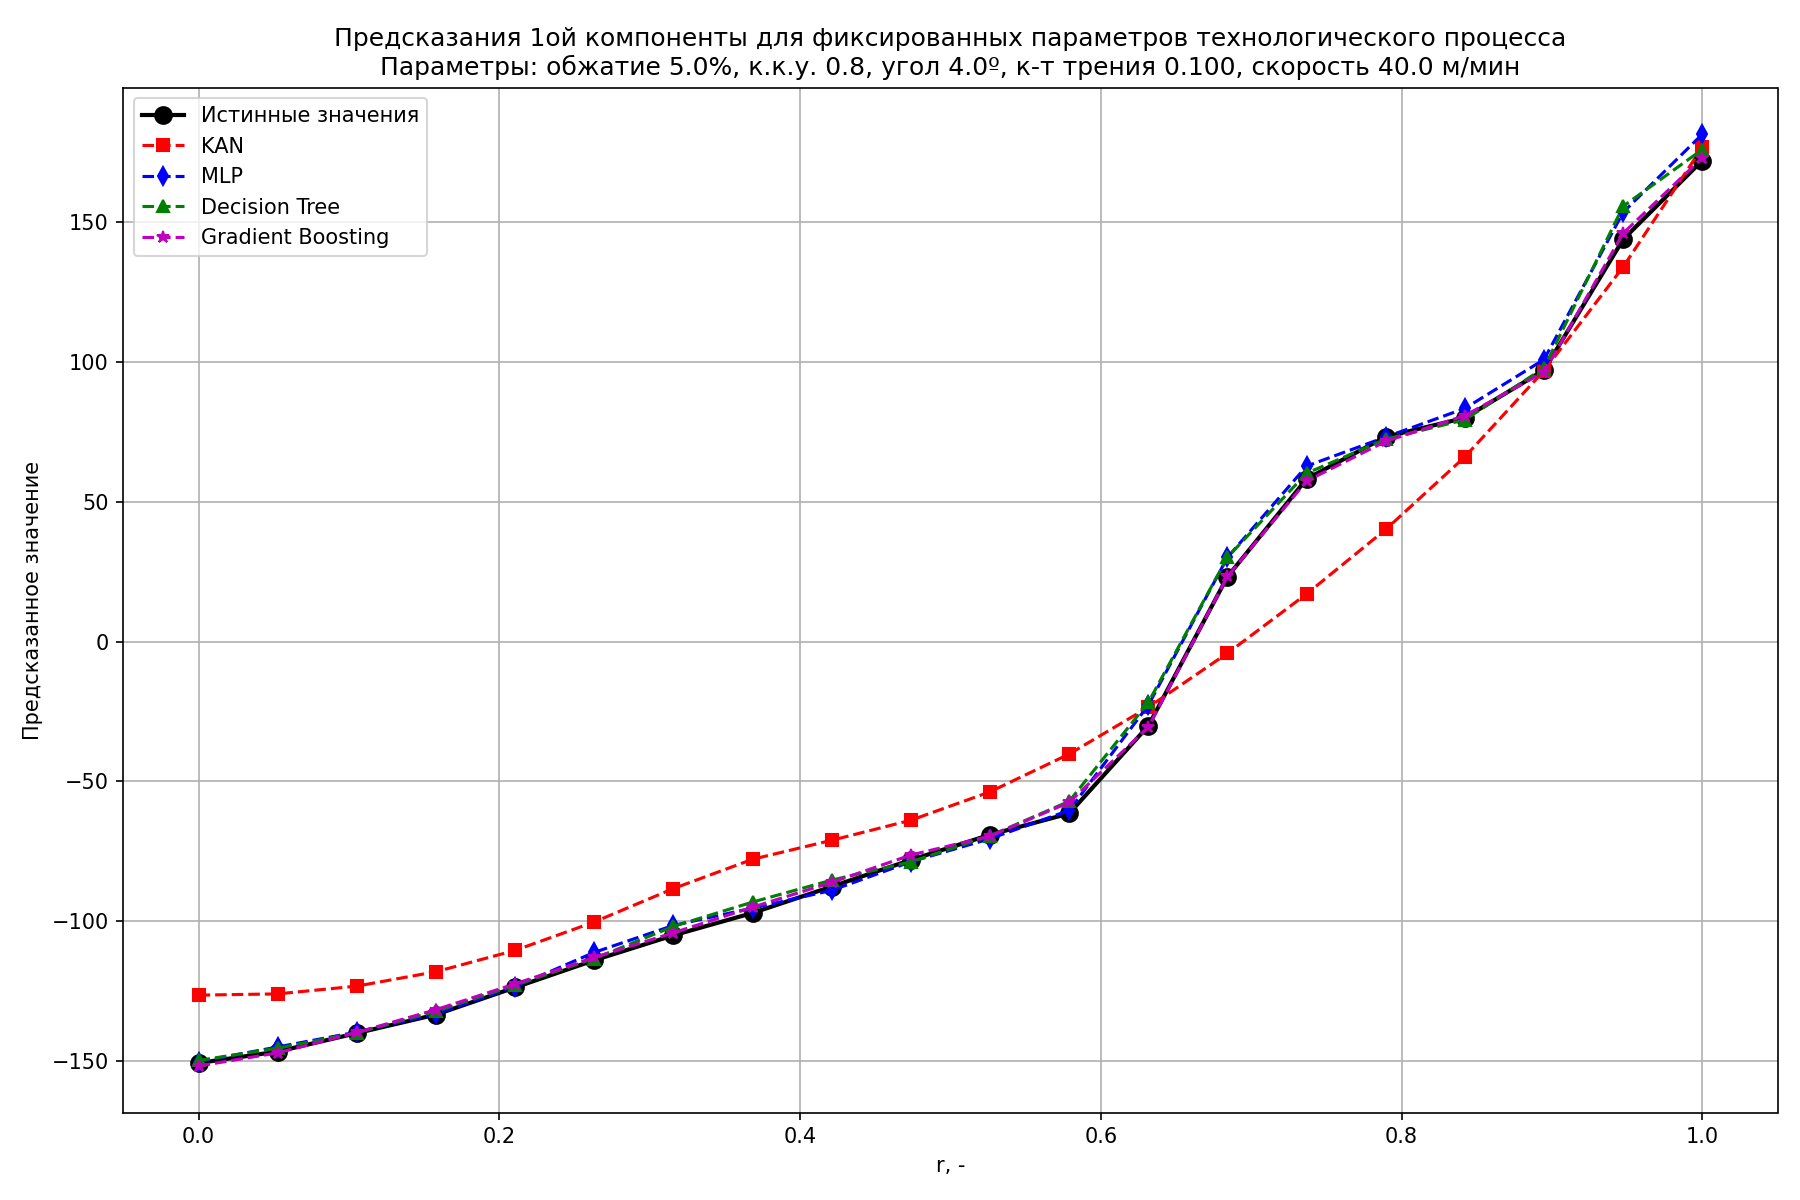 Предсказания 1ой компоненты для фиксированных параметров технологического процесса
Параметры: обжатие 5.0%, к.к.у. 0.8, угол 4.0º, к-т трения 0.100, скорость 40.0 м/мин
Истинные значения
KAN
MLP
Decision Tree
Gradient Boosting
Предсказанное значение
150
100
50
0
−50
−100
−150
0.0 0.2 0.4 0.6 0.8 1.0
r, -